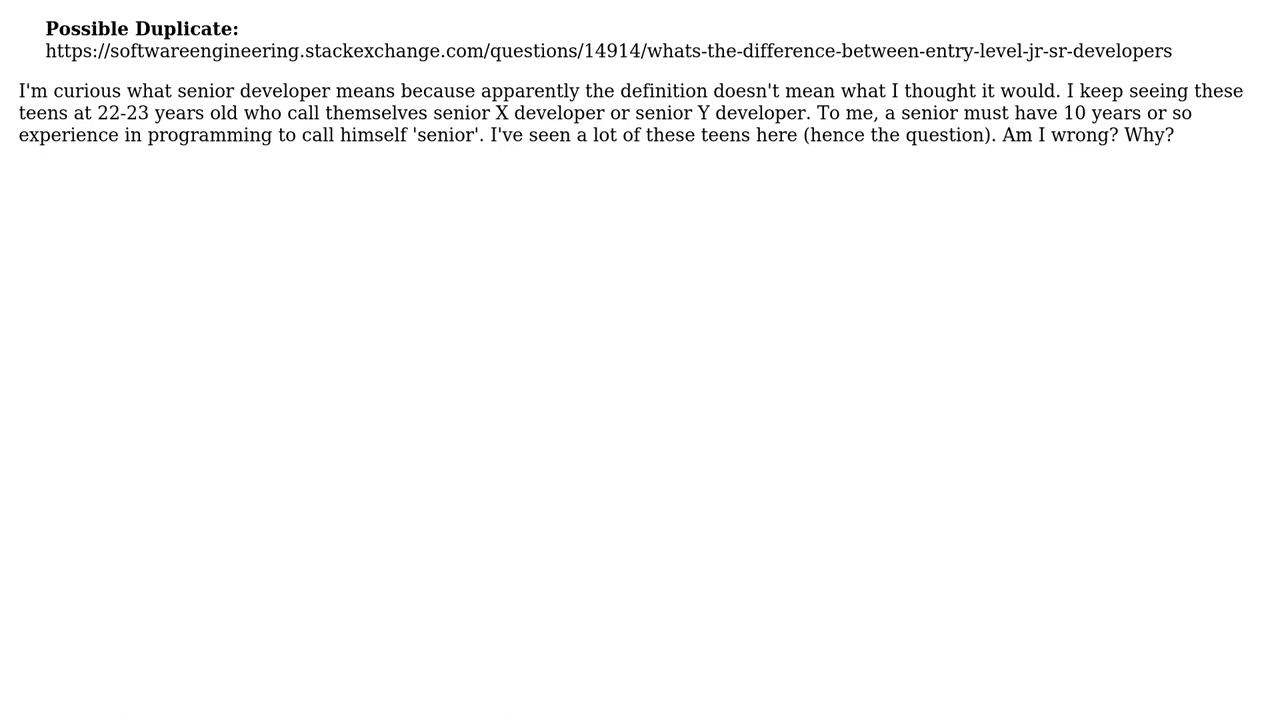 Possible Duplicate:
https://softwareengineering.stackexchange.com/questions/14914/whats-the-difference-between-entry-level-jr-sr-developers
I'm curious what senior developer means because apparently the definition doesn't mean what I thought it would. I keep seeing these
teens at 22-23 years old who call themselves senior X developer or senior Y developer. To me, a senior must have 10 years or so
experience in programming to call himself 'senior'. I've seen a lot of these teens here (hence the question). Am I wrong? Why?